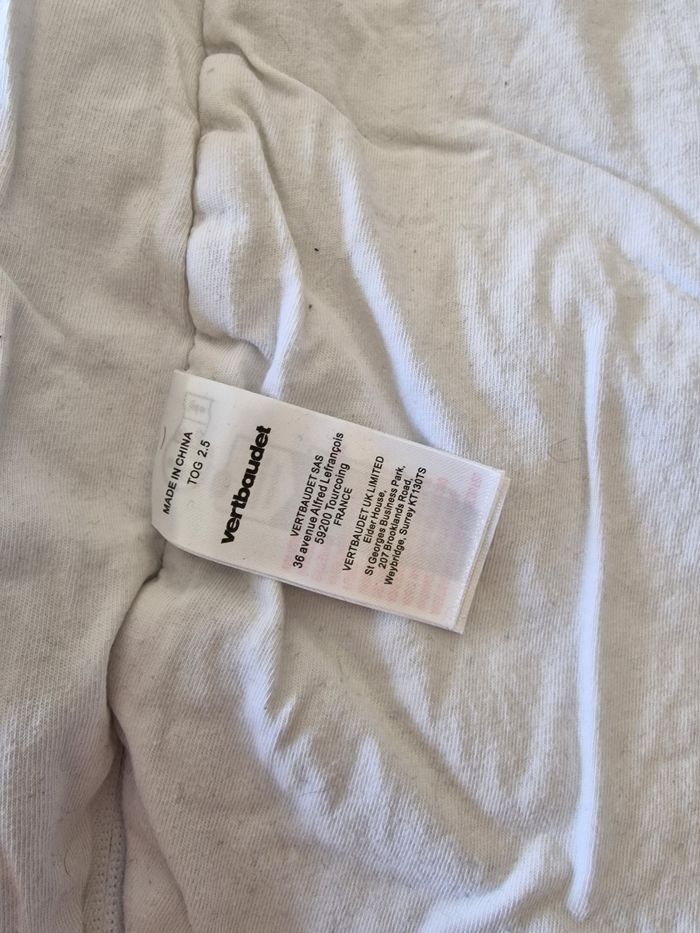 MADE IN CHINA
TOG 2.5
vertbaudet
VERTBAUDET SAS
36 avenue Alfred Lefrançois
59200 Tourcoing
FRANCE
VERTBAUDET UK LIMITED
Elder House,
St Georges Business Park,
207 Brooklands Road,
Weybridge, Surrey KT130TS